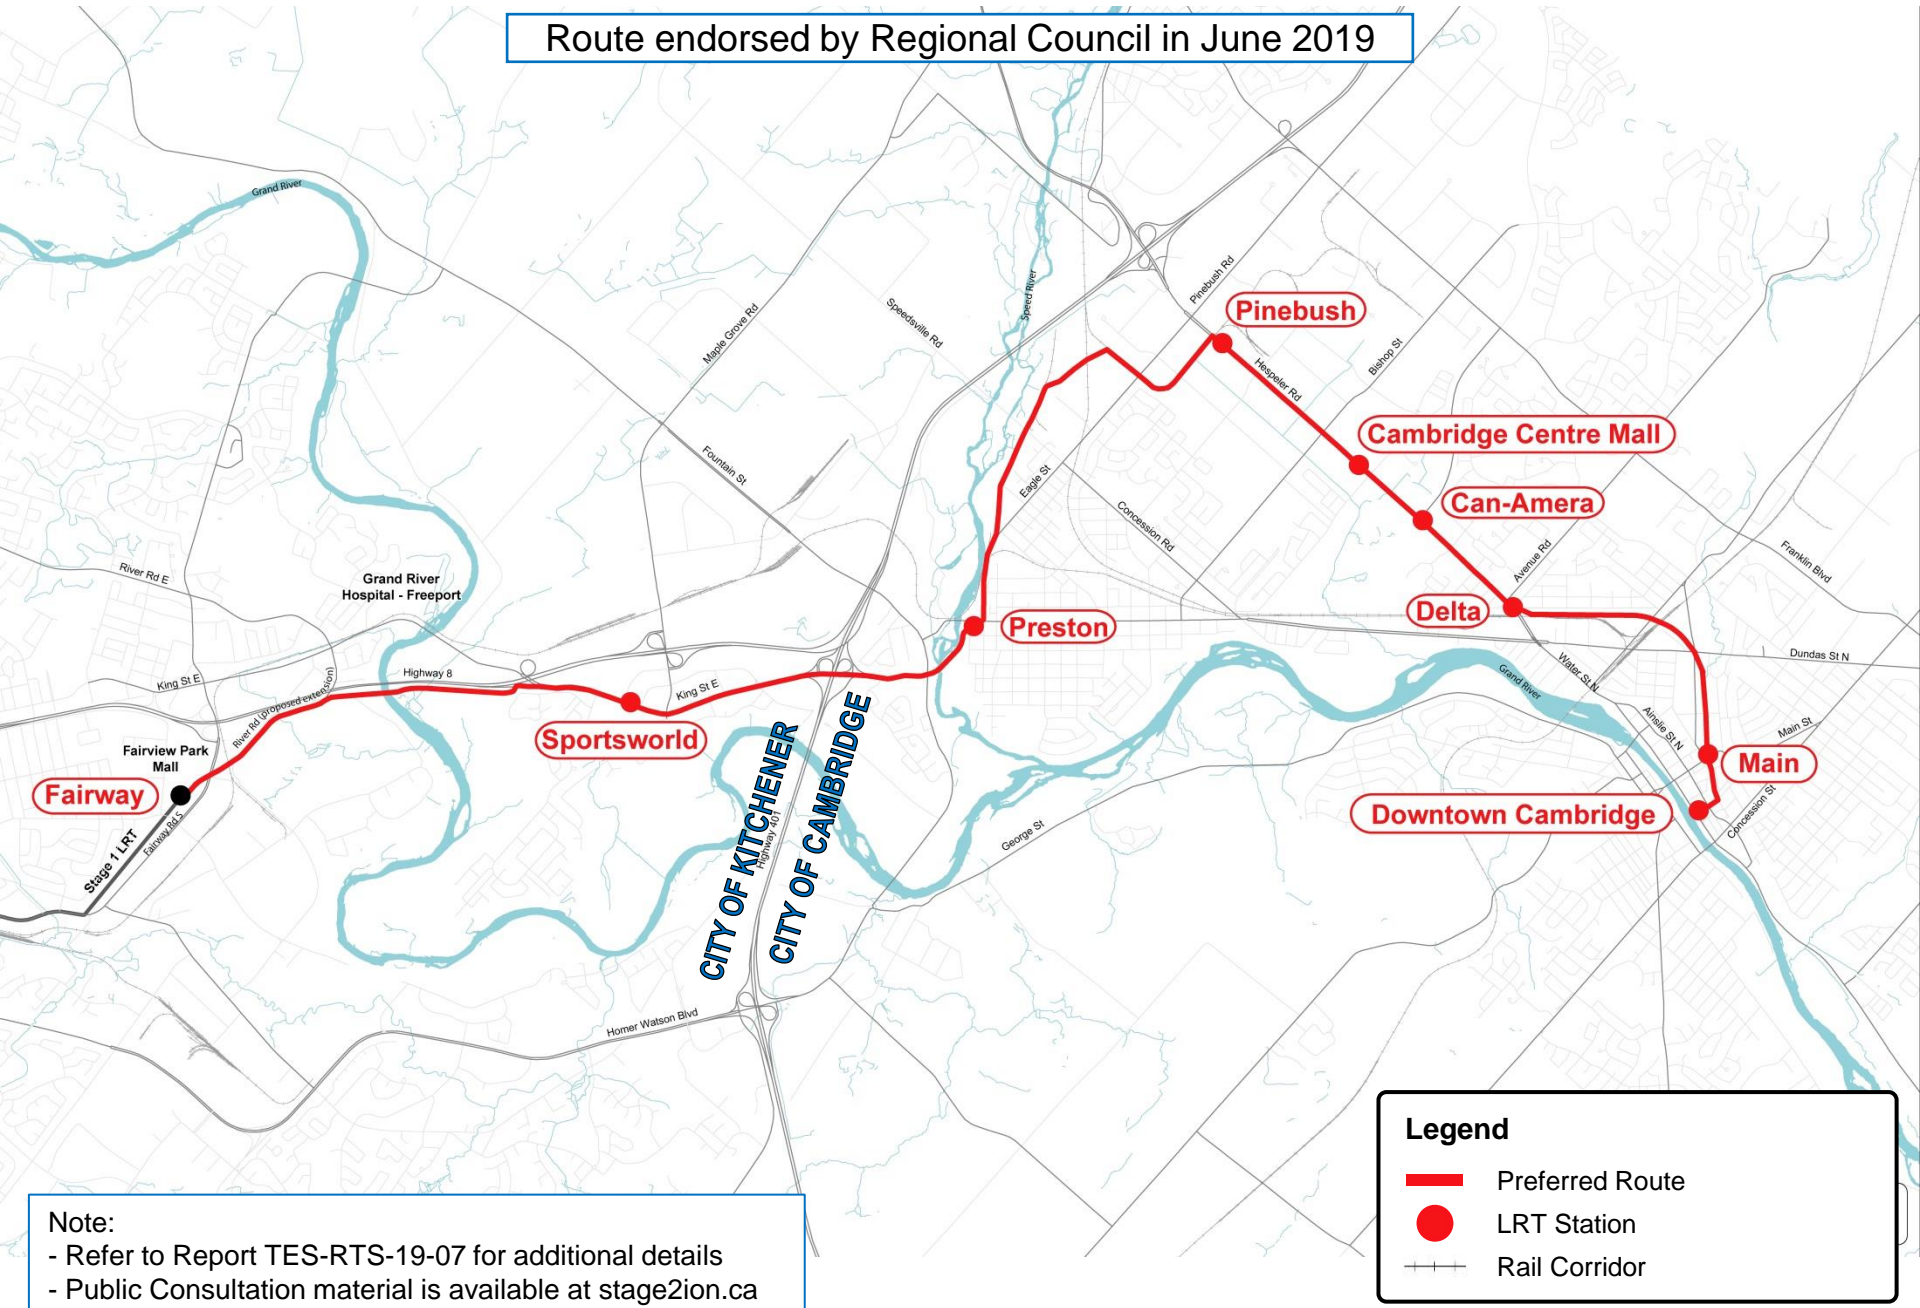 Route endorsed by Regional Council in June 2019
Grand River
Speed River
Pinebush Rd
Maple Grove Rd
Speedsville Rd
Pinebush
Bishop St
Hespeler Rd
Cambridge Centre Mall
Fountain St
Eagle St
Can-Amera
Concession Rd
Avenue Rd
Franklin Blvd
River Rd E
Grand River
Hospital - Freeport
Delta
Preston
Dundas St N
Highway 8
King St E
King St E
River Rd (proposed extension)
Water St N
Grand River
Sportsworld
Ainslie St N
Main St
Fairview Park
Mall
Main
Fairway
Downtown Cambridge
Concession St
Stage 1 LRT
Fairway Rd S
George St
Highway 401
CITY OF KITCHENER
CITY OF CAMBRIDGE
Homer Watson Blvd
Legend
Preferred Route
LRT Station
Rail Corridor
Note:
- Refer to Report TES-RTS-19-07 for additional details
- Public Consultation material is available at stage2ion.ca